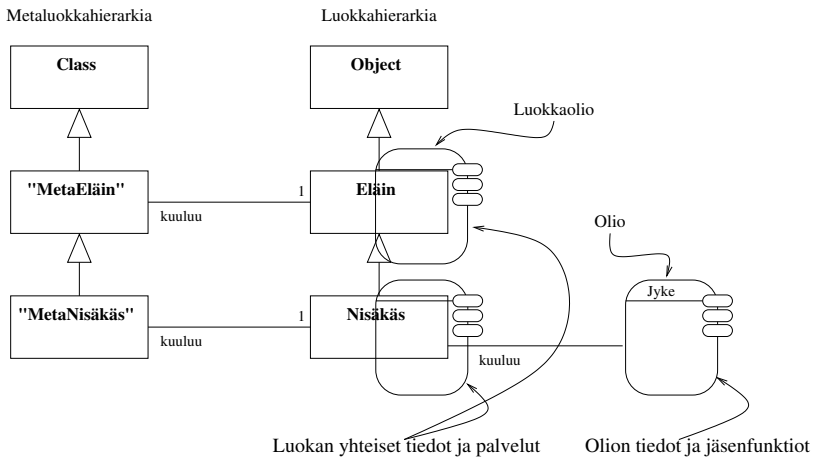 Metaluokkahierarkia
Luokkahierarkia
Class
Object
Luokkaolio
"MetaEläin"
1
Eläin
kuuluu
Olio
"MetaNisäkäs"
1
Nisäkäs
Jyke
kuuluu
kuuluu
Luokan yhteiset tiedot ja palvelut
Olion tiedot ja jäsenfunktiot